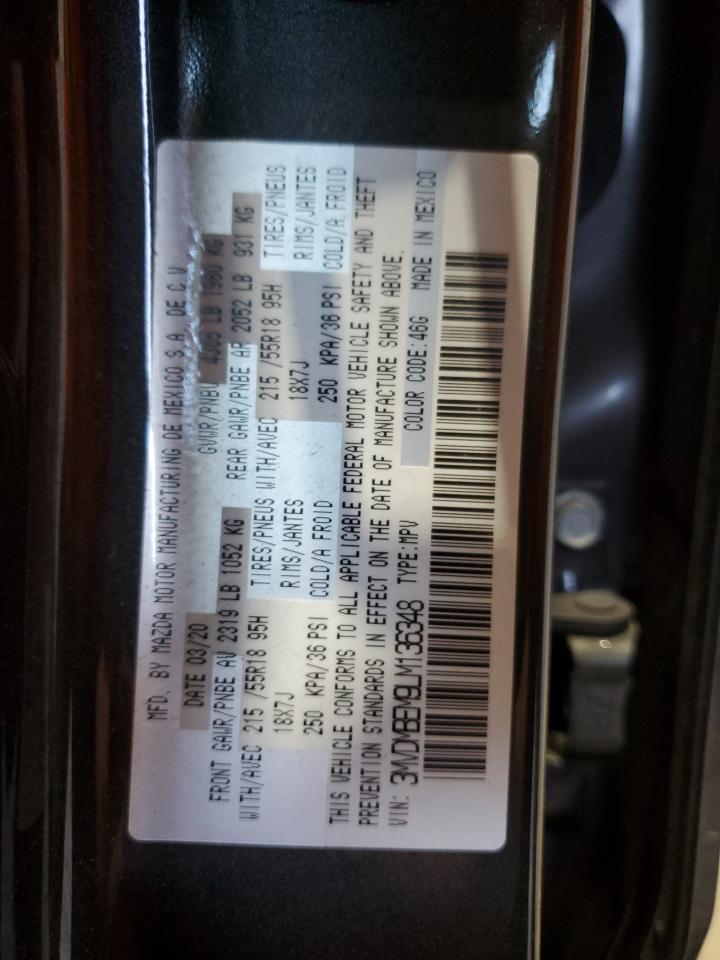 MFD. BY MAZDA MOTOR MANUFACTURING DE MEXICO S.A. DE C.V.
DATE 03/20 GVWR/PNBV 4365 LB 1980 KG
FRONT GAWR/PNBE AV 2319 LB 1052 KG REAR GAWR/PNBE AR 2052 LB 931 KG
WITH/AVEC 215 /55R18 95H TIRES/PNEUS WITH/AVEC 215 /55R18 95H TIRES/PNEUS
18X7J RIMS/JANTES 18X7J RIMS/JANTES
250 KPA/36 PSI COLD/A FROID 250 KPA/36 PSI COLD/A FROID
THIS VEHICLE CONFORMS TO ALL APPLICABLE FEDERAL MOTOR VEHICLE SAFETY AND THEFT
PREVENTION STANDARDS IN EFFECT ON THE DATE OF MANUFACTURE SHOWN ABOVE.
VIN: 3MVDMBEM9LM136348 TYPE:MPV COLOR CODE:46G MADE IN MEXICO